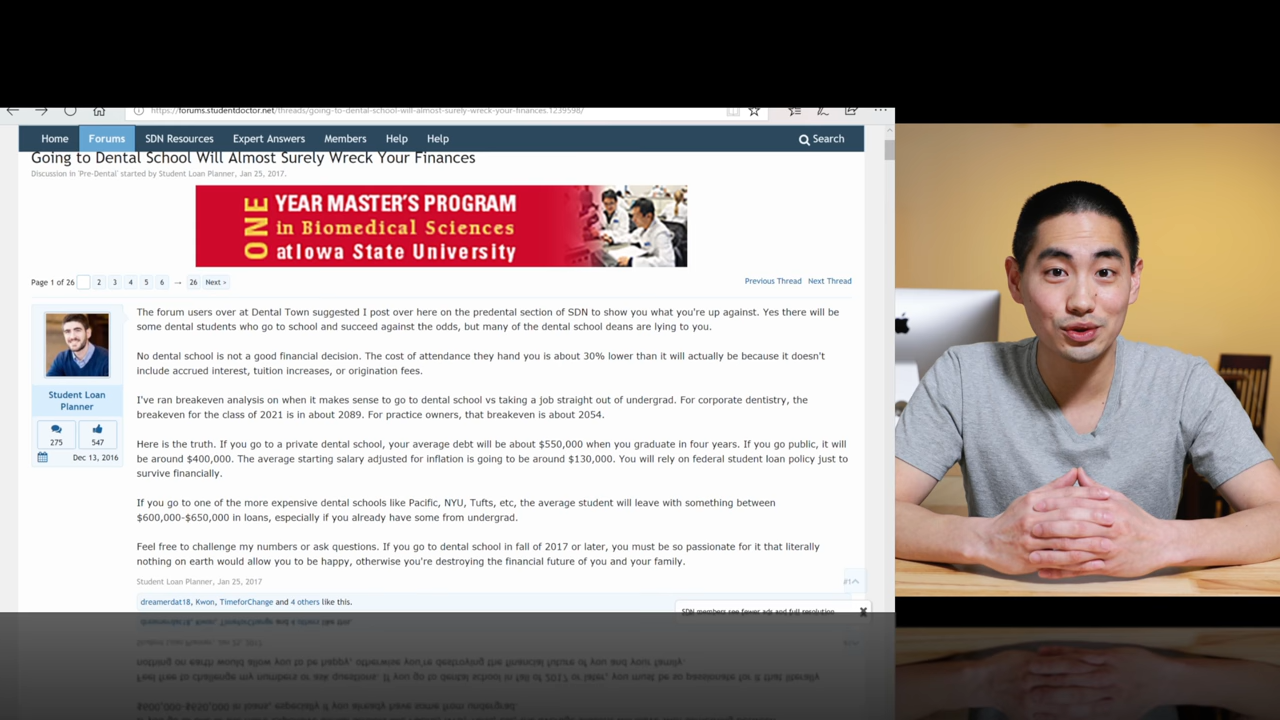 https://forums.studentdoctor.net/threads/going-to-dental-school-will-almost-surely-wreck-your-finances.1239598/
Home Forums SDN Resources Expert Answers Members Help Help Search
Going to Dental School Will Almost Surely Wreck Your Finances
Discussion in 'Pre-Dental' started by Student Loan Planner, Jan 25, 2017.
ONE
YEAR MASTER'S PROGRAM
in Biomedical Sciences
at Iowa State University
Page 1 of 26 2 3 4 5 6 → 26 Next > Previous Thread Next Thread
The forum users over at Dental Town suggested I post over here on the predental section of SDN to show you what you're up against. Yes there will be
some dental students who go to school and succeed against the odds, but many of the dental school deans are lying to you.
No dental school is not a good financial decision. The cost of attendance they hand you is about 30% lower than it will actually be because it doesn't
include accrued interest, tuition increases, or origination fees.
Student Loan
Planner
275 547
Dec 13, 2016
I've ran breakeven analysis on when it makes sense to go to dental school vs taking a job straight out of undergrad. For corporate dentistry, the
breakeven for the class of 2021 is in about 2089. For practice owners, that breakeven is about 2054.
Here is the truth. If you go to a private dental school, your average debt will be about $550,000 when you graduate in four years. If you go public, it will
be around $400,000. The average starting salary adjusted for inflation is going to be around $130,000. You will rely on federal student loan policy just to
survive financially.
If you go to one of the more expensive dental schools like Pacific, NYU, Tufts, etc, the average student will leave with something between
$600,000-$650,000 in loans, especially if you already have some from undergrad.
Feel free to challenge my numbers or ask questions. If you go to dental school in fall of 2017 or later, you must be so passionate for it that literally
nothing on earth would allow you to be happy, otherwise you're destroying the financial future of you and your family.
Student Loan Planner, Jan 25, 2017 #1
dreamerdat18, Kwon, TimeforChange and 4 others like this.
SDN members see fewer ads and full resolution